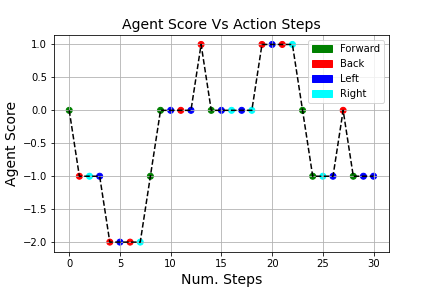 Agent Score Vs Action Steps
Agent Score
1.0
0.5
0.0
−0.5
−1.0
−1.5
−2.0
Forward
Back
Left
Right
0 5 10 15 20 25 30
Num. Steps